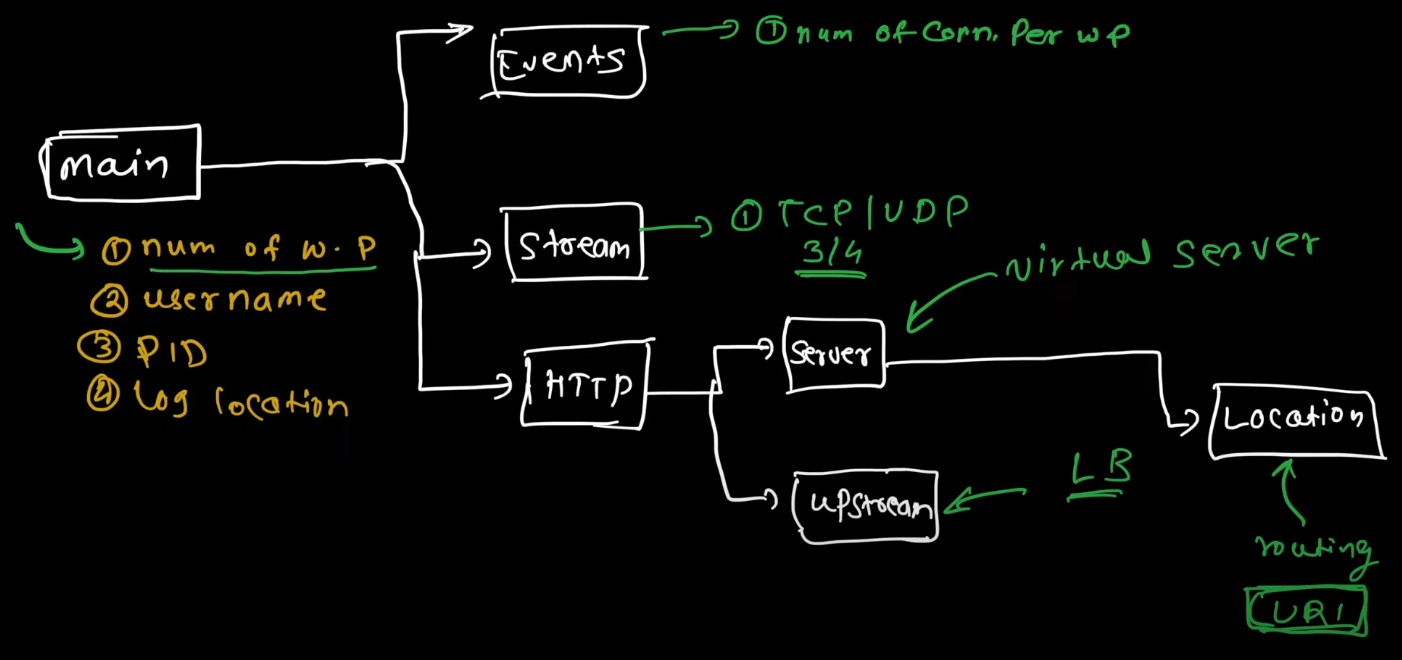 Events
① num of Conn. Per wp
main
① num of w.p
② username
③ PID
④ Log location
Stream
① TCP/UDP
3/4
virtual server
HTTP
Server
Location
Upstream
LB
routing
URI